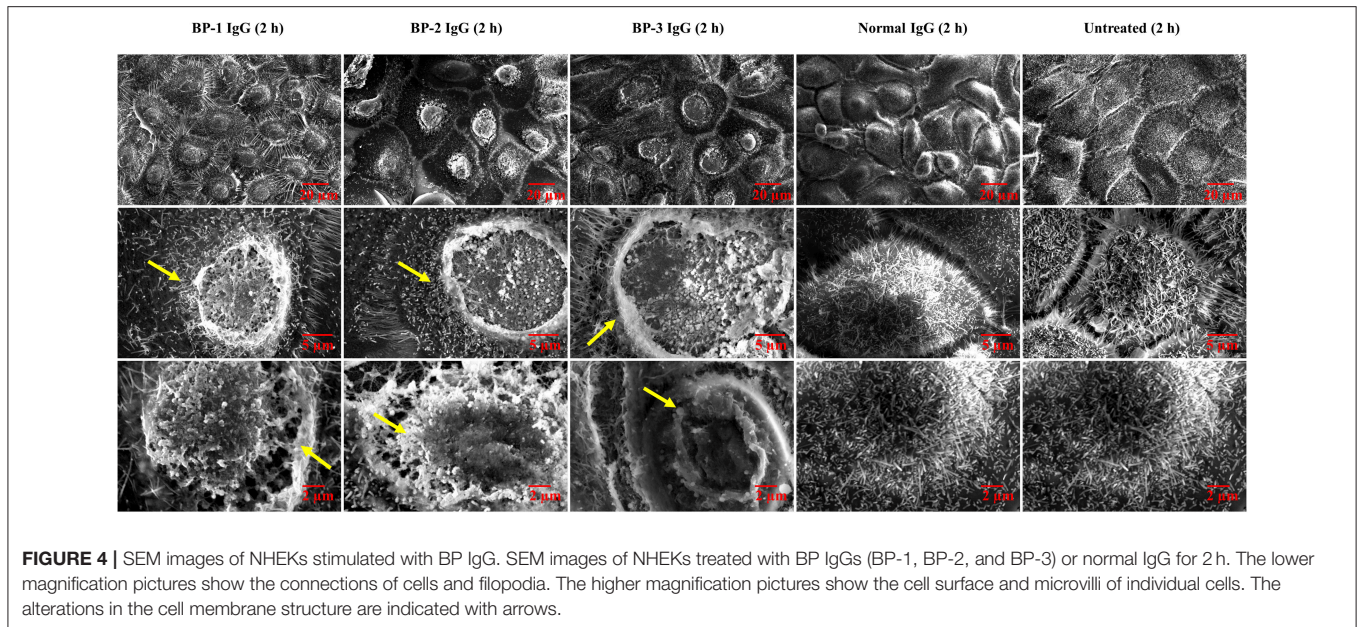 BP-1 IgG (2 h) BP-2 IgG (2 h) BP-3 IgG (2 h) Normal IgG (2 h) Untreated (2 h)
20 μm 20 μm 20 μm 20 μm 20 μm
5 μm 5 μm 5 μm 5 μm 5 μm
2 μm 2 μm 2 μm 2 μm 2 μm
FIGURE 4 | SEM images of NHEKs stimulated with BP IgG. SEM images of NHEKs treated with BP IgGs (BP-1, BP-2, and BP-3) or normal IgG for 2 h. The lower
magnification pictures show the connections of cells and filopodia. The higher magnification pictures show the cell surface and microvilli of individual cells. The
alterations in the cell membrane structure are indicated with arrows.